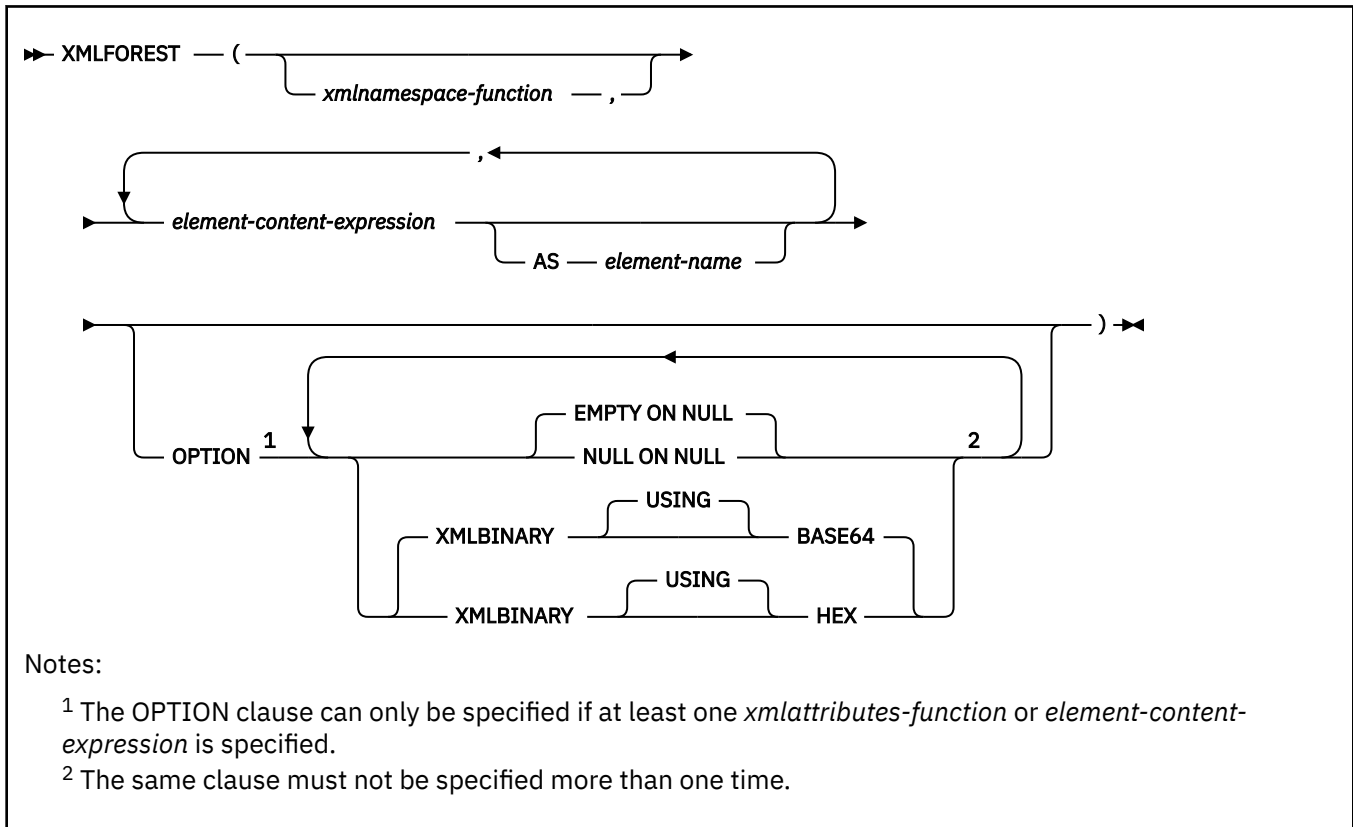 XMLFOREST (
xmlnamespace-function ,
,
element-content-expression
AS element-name
)
EMPTY ON NULL
OPTION 1 NULL ON NULL 2
USING
XMLBINARY BASE64
USING
XMLBINARY HEX
Notes:
1 The OPTION clause can only be specified if at least one xmlattributes-function or element-content-
expression is specified.
2 The same clause must not be specified more than one time.